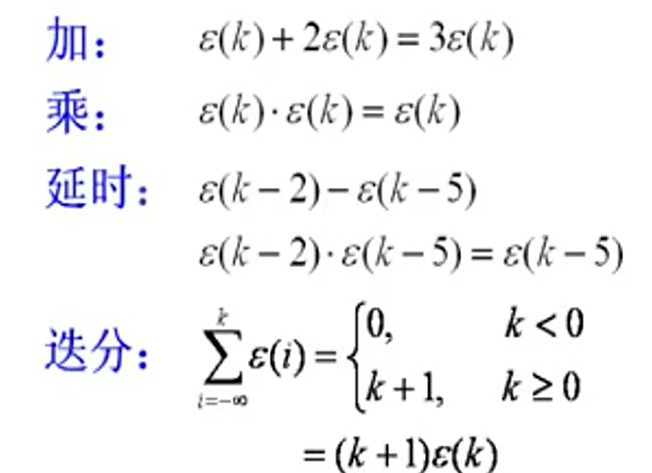 加： ε(k) + 2ε(k) = 3ε(k)
乘： ε(k) · ε(k) = ε(k)
延时： ε(k − 2) − ε(k − 5)
ε(k − 2) · ε(k − 5) = ε(k − 5)
迭分： ∑_{i=−∞}^{k} ε(i) = { 0, k < 0
k + 1, k ≥ 0
= (k + 1)ε(k)